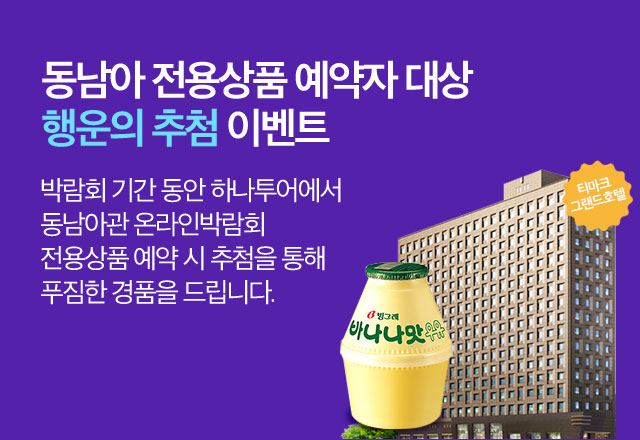 동남아 전용상품 예약자 대상
행운의 추첨 이벤트
박람회 기간 동안 하나투어에서
동남아관 온라인박람회
전용상품 예약 시 추첨을 통해
푸짐한 경품을 드립니다.
티마크
그랜드호텔
빙그레
바나나맛우유